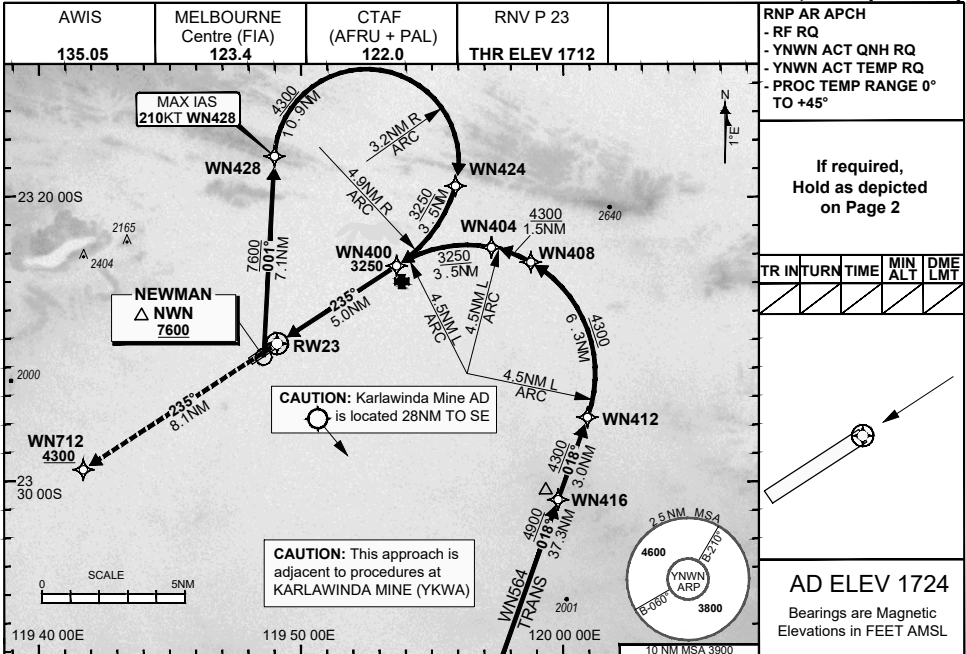 AWIS
135.05
MELBOURNE
Centre (FIA)
123.4
CTAF
(AFRU + PAL)
122.0
RNV P 23
THR ELEV 1712
RNP AR APCH
- RF RQ
- YNWN ACT QNH RQ
- YNWN ACT TEMP RQ
- PROC TEMP RANGE 0°
TO +45°
If required,
Hold as depicted
on Page 2
TR IN
TURN
TIME
MIN
ALT
DME
LMT
MAX IAS
210KT WN428
4300
10.9NM
3.2NM R
ARC
N
1°E
WN428
WN424
23 20 00S
4.9NM R
ARC
3250
3.5NM
2640
WN404
4300
1.5NM
WN408
2165
2404
WN400
3250
3250
3.5NM
7600
001°
7.1NM
4.5NM L
ARC
4.5NM L
ARC
4300
6.3NM
NEWMAN
NWN
7600
235°
5.0NM
RW23
4.5NM L
ARC
2000
235°
8.1NM
CAUTION: Karlawinda Mine AD
is located 28NM TO SE
WN412
WN712
4300
4300
018°
3.0NM
23
30 00S
WN416
4900
018°
37.3NM
CAUTION: This approach is
adjacent to procedures at
KARLAWINDA MINE (YKWA)
SCALE
0
5NM
WN564
TRANS
2001
25NM MSA
4600
B-210°
YNWN
ARP
B-060°
3800
10 NM MSA 3900
119 40 00E
119 50 00E
120 00 00E
AD ELEV 1724
Bearings are Magnetic
Elevations in FEET AMSL